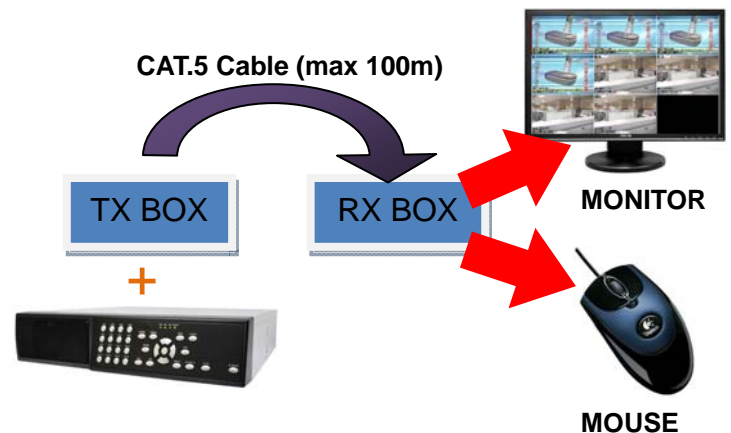 CAT.5 Cable (max 100m)
TX BOX
RX BOX
MONITOR
+
MOUSE